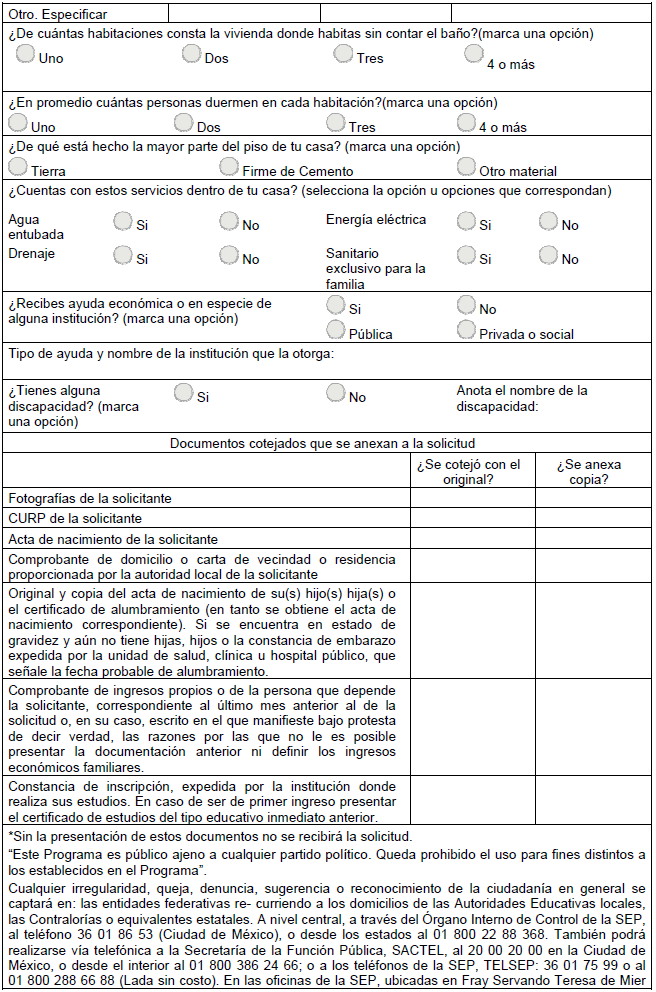 Otro. Especificar
¿De cuántas habitaciones consta la vivienda donde habitas sin contar el baño?(marca una opción)
Uno Dos Tres 4 o más
¿En promedio cuántas personas duermen en cada habitación?(marca una opción)
Uno Dos Tres 4 o más
¿De qué está hecho la mayor parte del piso de tu casa? (marca una opción)
Tierra Firme de Cemento Otro material
¿Cuentas con estos servicios dentro de tu casa? (selecciona la opción u opciones que correspondan)
Agua entubada Si No Energía eléctrica Si No
Drenaje Si No Sanitario exclusivo para la familia Si No
¿Recibes ayuda económica o en especie de
alguna institución? (marca una opción)
Si No
Pública Privada o social
Tipo de ayuda y nombre de la institución que la otorga:
¿Tienes alguna
discapacidad? (marca
una opción)
Si No
Anota el nombre de la
discapacidad:
Documentos cotejados que se anexan a la solicitud
¿Se cotejó con el
original?
¿Se anexa
copia?
Fotografías de la solicitante
CURP de la solicitante
Acta de nacimiento de la solicitante
Comprobante de domicilio o carta de vecindad o residencia
proporcionada por la autoridad local de la solicitante
Original y copia del acta de nacimiento de su(s) hijo(s) hija(s) o
el certificado de alumbramiento (en tanto se obtiene el acta de
nacimiento correspondiente). Si se encuentra en estado de
gravidez y aún no tiene hijas, hijos o la constancia de embarazo
expedida por la unidad de salud, clínica u hospital público, que
señale la fecha probable de alumbramiento.
Comprobante de ingresos propios o de la persona que depende
la solicitante, correspondiente al último mes anterior al de la
solicitud o, en su caso, escrito en el que manifieste bajo protesta
de decir verdad, las razones por las que no le es posible
presentar la documentación anterior ni definir los ingresos
económicos familiares.
Constancia de inscripción, expedida por la institución donde
realiza sus estudios. En caso de ser de primer ingreso presentar
el certificado de estudios del tipo educativo inmediato anterior.
*Sin la presentación de estos documentos no se recibirá la solicitud.
“Este Programa es público ajeno a cualquier partido político. Queda prohibido el uso para fines distintos a
los establecidos en el Programa”.
Cualquier irregularidad, queja, denuncia, sugerencia o reconocimiento de la ciudadanía en general se
captará en: las entidades federativas re- curriendo a los domicilios de las Autoridades Educativas locales,
las Contralorías o equivalentes estatales. A nivel central, a través del Órgano Interno de Control de la SEP,
al teléfono 36 01 86 53 (Ciudad de México), o desde los estados al 01 800 22 88 368. También podrá
realizarse vía telefónica a la Secretaría de la Función Pública, SACTEL, al 20 00 20 00 en la Ciudad de
México, o desde el interior al 01 800 386 24 66; o a los teléfonos de la SEP, TELSEP: 36 01 75 99 o al
01 800 288 66 88 (Lada sin costo). En las oficinas de la SEP, ubicadas en Fray Servando Teresa de Mier